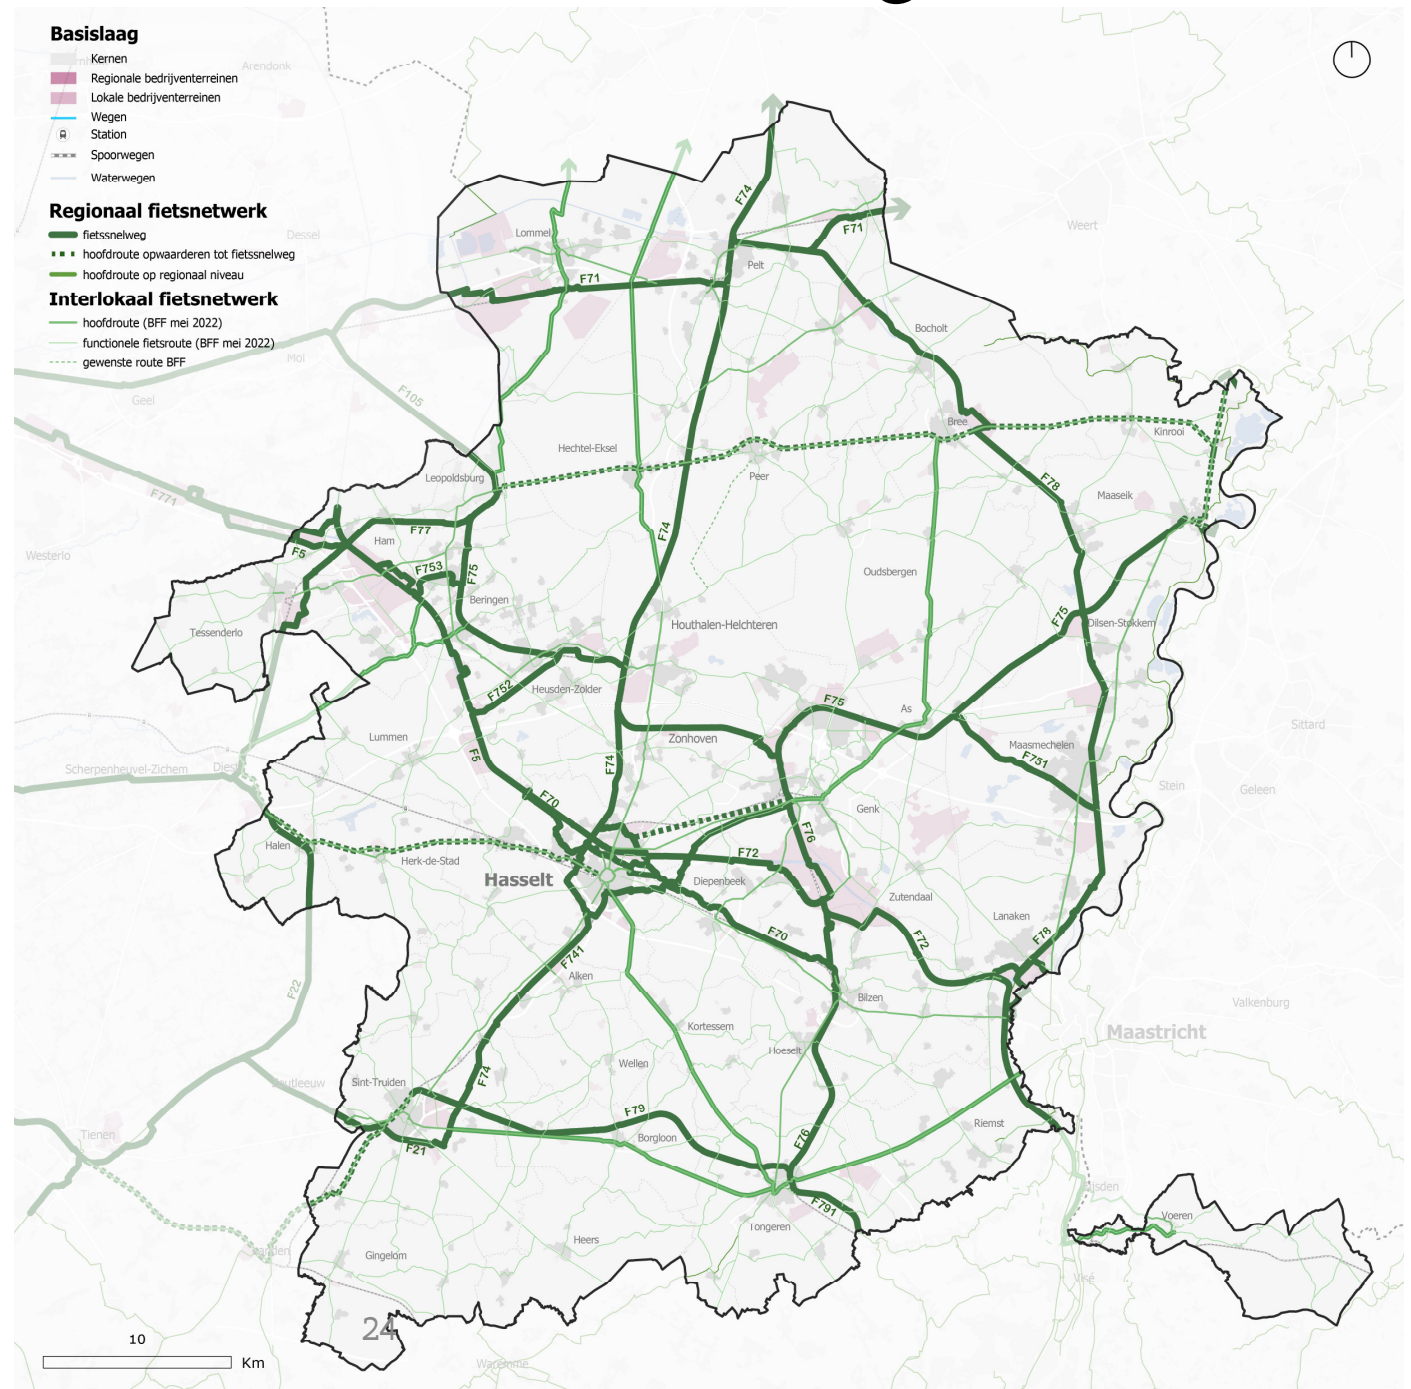 Basislaag
Kernen
Regionale bedrijventerreinen
Lokale bedrijventerreinen
Wegen
Station
Spoorwegen
Waterwegen
Regionaal fietsnetwerk
fietssnelweg
hoofdroute opwaarderen tot fietssnelweg
hoofdroute op regionaal niveau
Interlokaal fietsnetwerk
hoofdroute (BFF mei 2022)
functionele fietsroute (BFF mei 2022)
gewenste route BFF
Arendonk
Dessel
Mol
Geel
Westerlo
Weert
Lommel
F71
F74
F71
Pelt
Bocholt
F105
F771
Hechtel-Eksel
Peer
Bree
Kinrooi
Leopoldsburg
F78
Maaseik
F77
F5
Ham
F753
F75
F74
Beringen
Oudsbergen
Tessenderlo
Houthalen-Helchteren
F75
Dilsen-Stokkem
F752
Heusden-Zolder
F75
As
Sittard
Lummen
Zonhoven
Maasmechelen
F751
Scherpenheuvel-Zichem
Diest
F5
F74
Stein
Geleen
F70
Genk
F76
Halen
Herk-de-Stad
F72
Hasselt
Diepenbeek
Zutendaal
Lanaken
F70
F72
F78
F741
Alken
F22
Bilzen
Valkenburg
Kortessem
Maastricht
Hoeselt
Wellen
F74
Sint-Truiden
F79
Riemst
Tienen
F21
Borgloon
F76
F791
Tongeren
Voeren
Gingelom
Heers
Visé
24
Waremme
10
Km